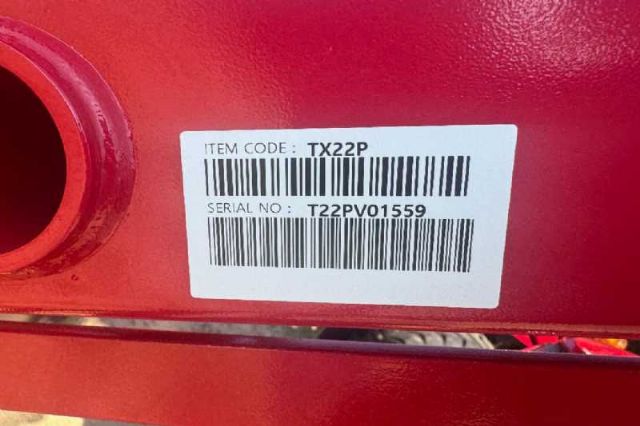 ITEM CODE : TX22P
SERIAL NO : T22PV01559